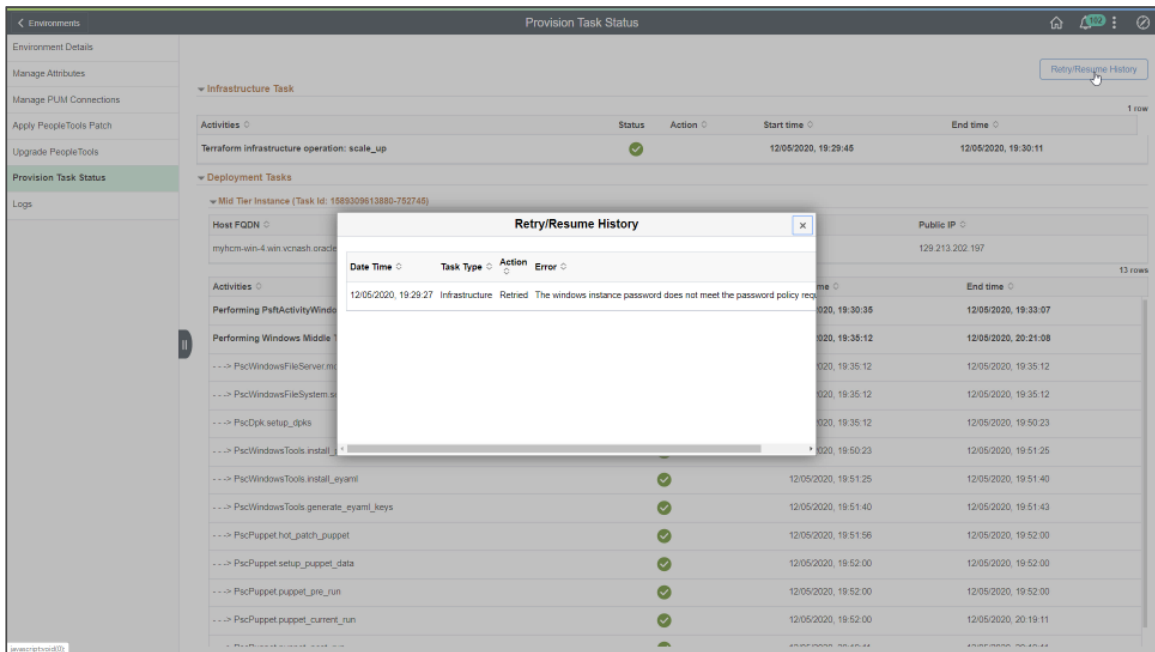 Environments
Provision Task Status
102
Environment Details
Manage Attributes
Manage PUM Connections
Apply PeopleTools Patch
Upgrade PeopleTools
Provision Task Status
Logs
Retry/Resume History
Infrastructure Task
1 row
Activities Status Action Start time End time
Terraform infrastructure operation: scale_up 12/05/2020, 19:29:45 12/05/2020, 19:30:11
Deployment Tasks
Mid Tier Instance (Task Id: 1589309613880-752745)
Host FQDN Public IP
myhcm-win-4.win.vcnash.oracle 129.213.202.197
13 rows
Activities me End time
Performing PsftActivityWindo 020, 19:30:35 12/05/2020, 19:33:07
Performing Windows Middle 020, 19:35:12 12/05/2020, 20:21:08
- - -> PscWindowsFileServer.mo 020, 19:35:12 12/05/2020, 19:35:12
- - -> PscWindowsFileSystem.s 020, 19:35:12 12/05/2020, 19:35:12
- - -> PscDpk.setup_dpks 020, 19:35:12 12/05/2020, 19:50:23
- - -> PscWindowsTools.install_ 020, 19:50:23 12/05/2020, 19:51:25
- - -> PscWindowsTools.install_eyaml 12/05/2020, 19:51:25 12/05/2020, 19:51:40
- - -> PscWindowsTools.generate_eyaml_keys 12/05/2020, 19:51:40 12/05/2020, 19:51:43
- - -> PscPuppet.hot_patch_puppet 12/05/2020, 19:51:56 12/05/2020, 19:52:00
- - -> PscPuppet.setup_puppet_data 12/05/2020, 19:52:00 12/05/2020, 19:52:00
- - -> PscPuppet.puppet_pre_run 12/05/2020, 19:52:00 12/05/2020, 19:52:00
- - -> PscPuppet.puppet_current_run 12/05/2020, 19:52:00 12/05/2020, 20:19:11
Retry/Resume History
Date Time Task Type Action Error
12/05/2020, 19:29:27 Infrastructure Retried The windows instance password does not meet the password policy req
javascript:void(0);